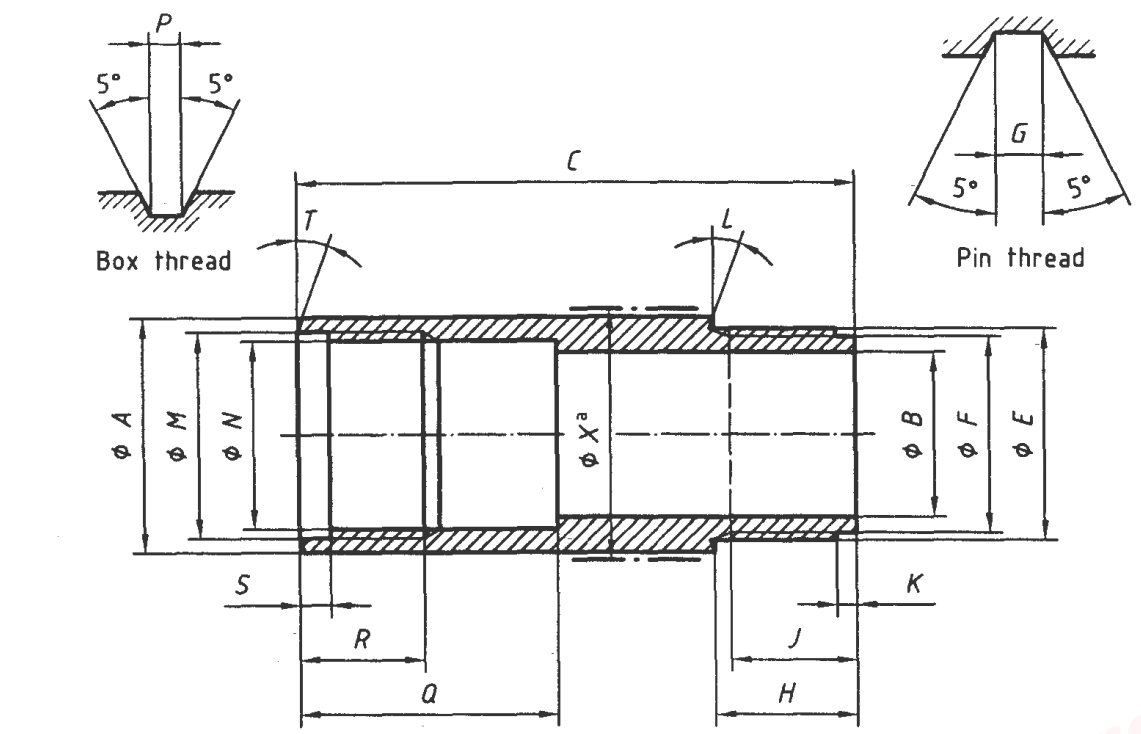 P
5° 5°
Box thread
G
5° 5°
Pin thread
C
T
L
φ A
φ M
φ N
φ Xª
φ B
φ F
φ E
S
K
R
J
Q
H